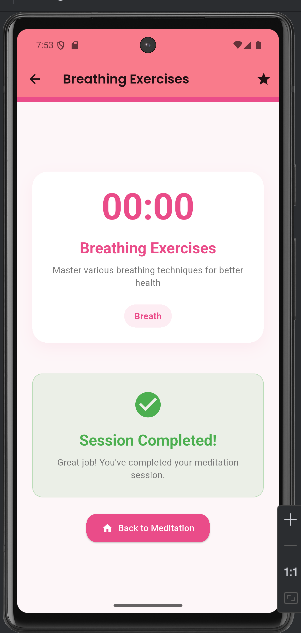 7:53
Breathing Exercises
00:00
Breathing Exercises
Master various breathing techniques for better
health
Breath
Session Completed!
Great job! You've completed your meditation
session.
Back to Meditation
1:1